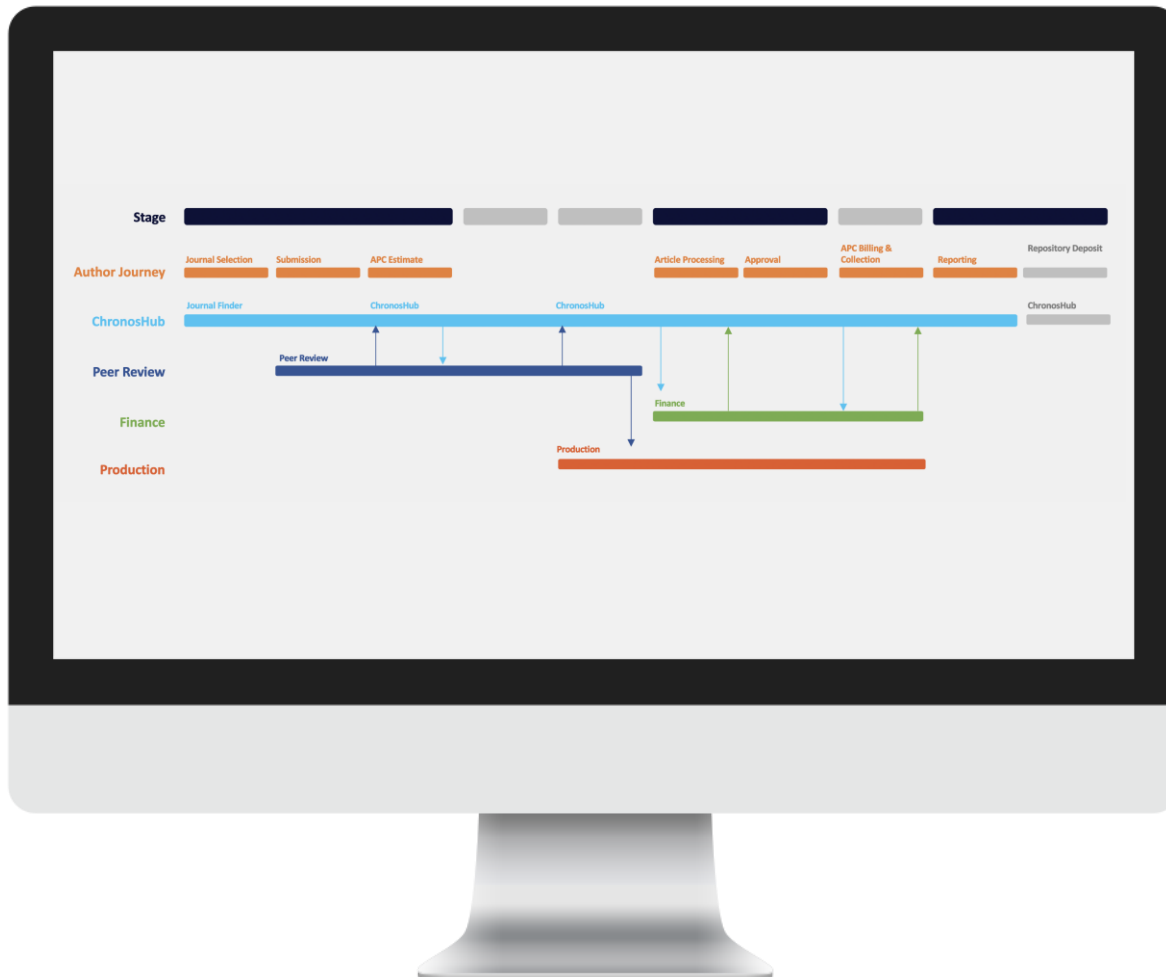 Stage
Author Journey
Journal Selection
Submission
APC Estimate
Article Processing
Approval
APC Billing &
Collection
Reporting
Repository Deposit
ChronosHub
Journal Finder
ChronosHub
ChronosHub
ChronosHub
Peer Review
Peer Review
Finance
Finance
Production
Production